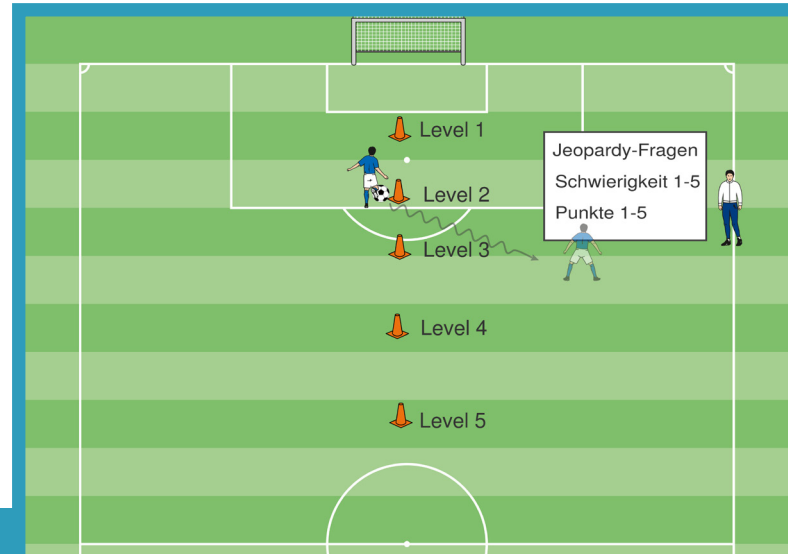 Level 1
Level 2
Level 3
Level 4
Level 5
Jeopardy-Fragen
Schwierigkeit 1-5
Punkte 1-5